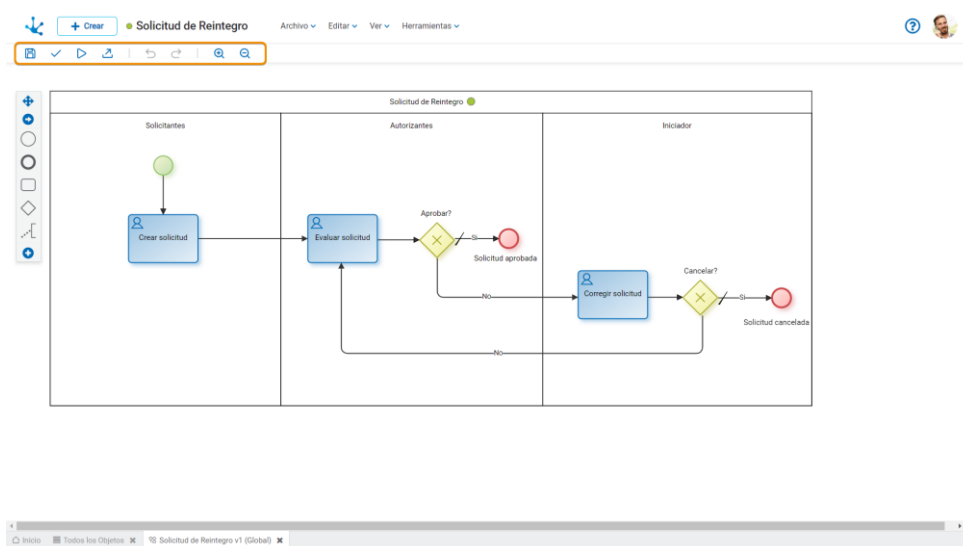 + Crear
Solicitud de Reintegro
Archivo
Editar
Ver
Herramientas
?
Solicitud de Reintegro
Solicitantes
Autorizantes
Iniciador
Crear solicitud
Evaluar solicitud
Aprobar?
Si
Solicitud aprobada
No
Corregir solicitud
Cancelar?
Si
Solicitud cancelada
No
Inicio
Todos los Objetos
Solicitud de Reintegro v1 (Global)